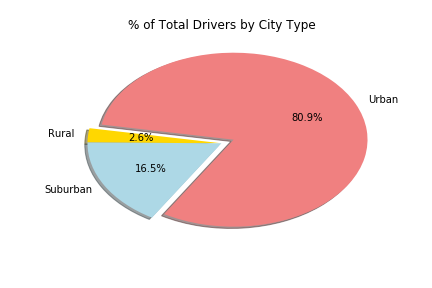 % of Total Drivers by City Type
Urban
80.9%
Rural
2.6%
16.5%
Suburban